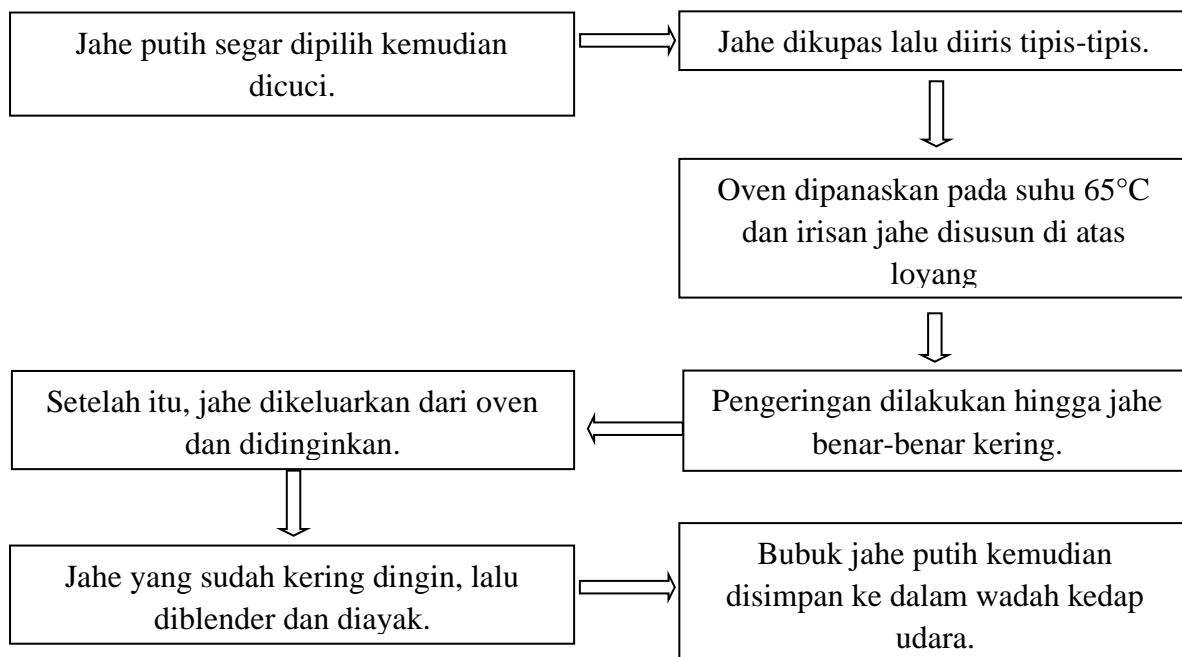 Jahe putih segar dipilih kemudian
dicuci.
Jahe dikupas lalu diiris tipis-tipis.
Oven dipanaskan pada suhu 65°C
dan irisan jahe disusun di atas
loyang
Pengeringan dilakukan hingga jahe
benar-benar kering.
Setelah itu, jahe dikeluarkan dari oven
dan didinginkan.
Jahe yang sudah kering dingin, lalu
diblender dan diayak.
Bubuk jahe putih kemudian
disimpan ke dalam wadah kedap
udara.